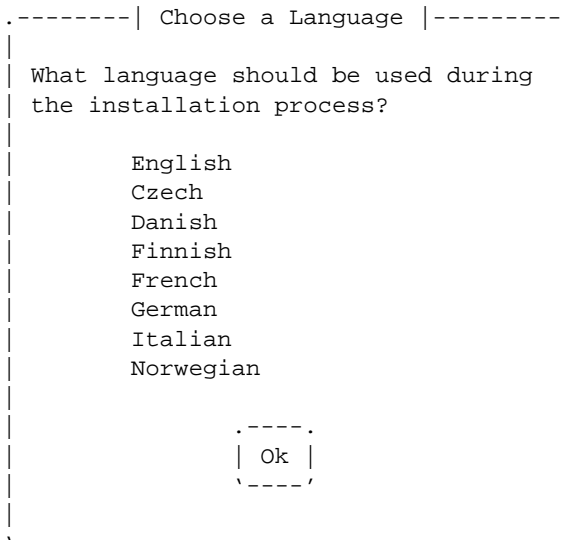 .--------| Choose a Language |---------
|
| What language should be used during
| the installation process?
|
|       English
|       Czech
|       Danish
|       Finnish
|       French
|       German
|       Italian
|       Norwegian
|
|            .----.
|            | Ok |
|            ‘----’
|